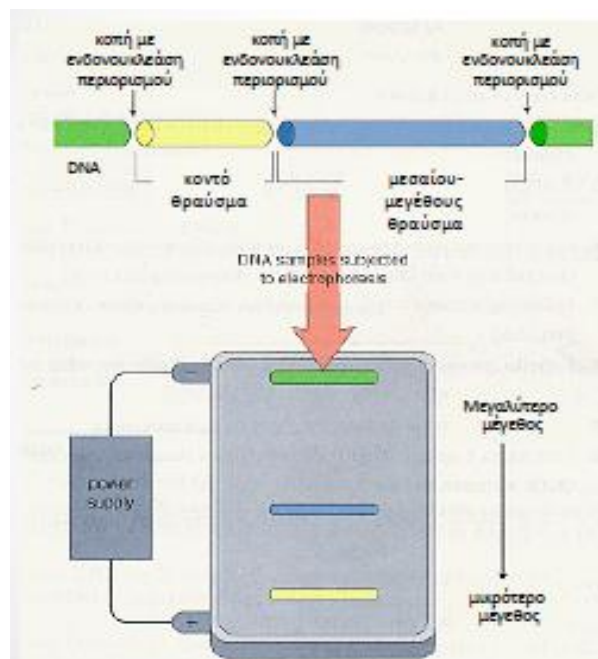 κοπή με
ενδονουκλεάση
περιορισμού
κοπή με
ενδονουκλεάση
περιορισμού
κοπή με
ενδονουκλεάση
περιορισμού
DNA
κοντό
θραύσμα
μεσαίου-
μεγέθους
θραύσμα
DNA samples subjected
to electrophoresis
Μεγαλύτερο
μέγεθος
power
supply
μικρότερο
μέγεθος